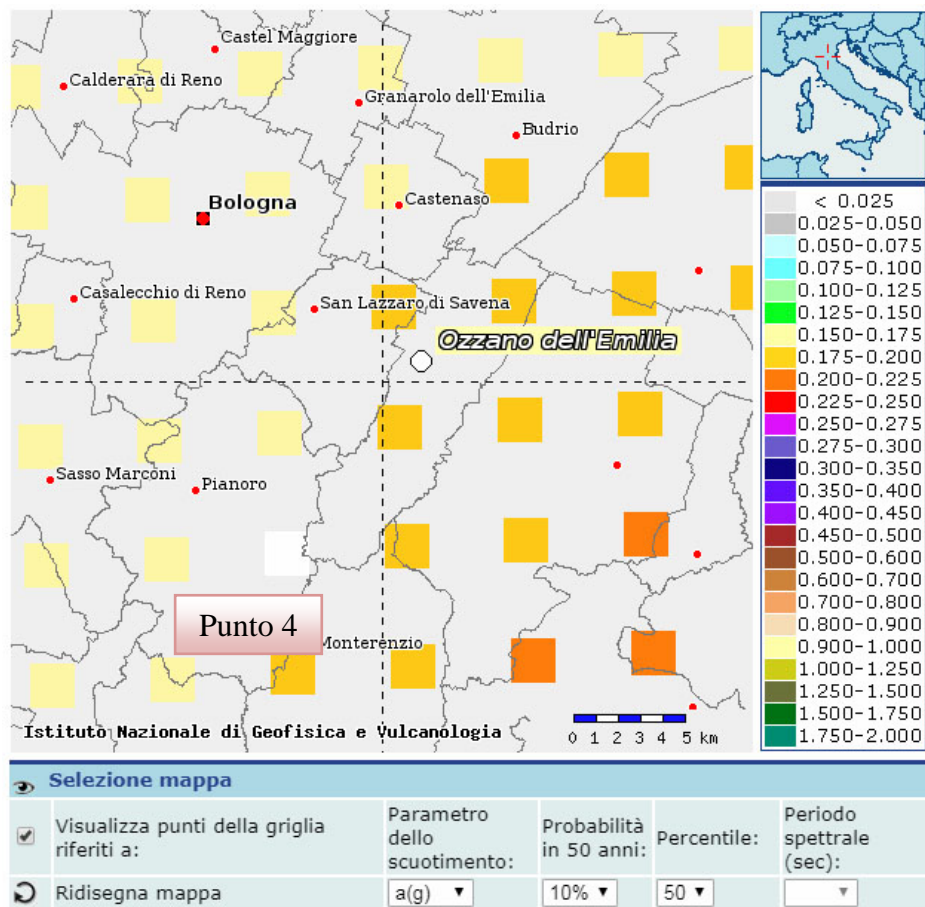 Castel Maggiore
Calderara di Reno
Granarolo dell'Emilia
Budrio
Bologna
Castenaso
Casalecchio di Reno
San Lazzaro di Savena
Ozzano dell'Emilia
Sasso Marconi
Pianoro
Punto 4
Monterenzio
Istituto Nazionale di Geofisica e Vulcanologia
0 1 2 3 4 5 km
< 0.025
0.025-0.050
0.050-0.075
0.075-0.100
0.100-0.125
0.125-0.150
0.150-0.175
0.175-0.200
0.200-0.225
0.225-0.250
0.250-0.275
0.275-0.300
0.300-0.350
0.350-0.400
0.400-0.450
0.450-0.500
0.500-0.600
0.600-0.700
0.700-0.800
0.800-0.900
0.900-1.000
1.000-1.250
1.250-1.500
1.500-1.750
1.750-2.000
Selezione mappa
Visualizza punti della griglia
riferiti a:
Parametro
dello
scuotimento:
Probabilità
in 50 anni:
Percentile:
Periodo
spettrale
(sec):
Ridisegna mappa
a(g)
10%
50